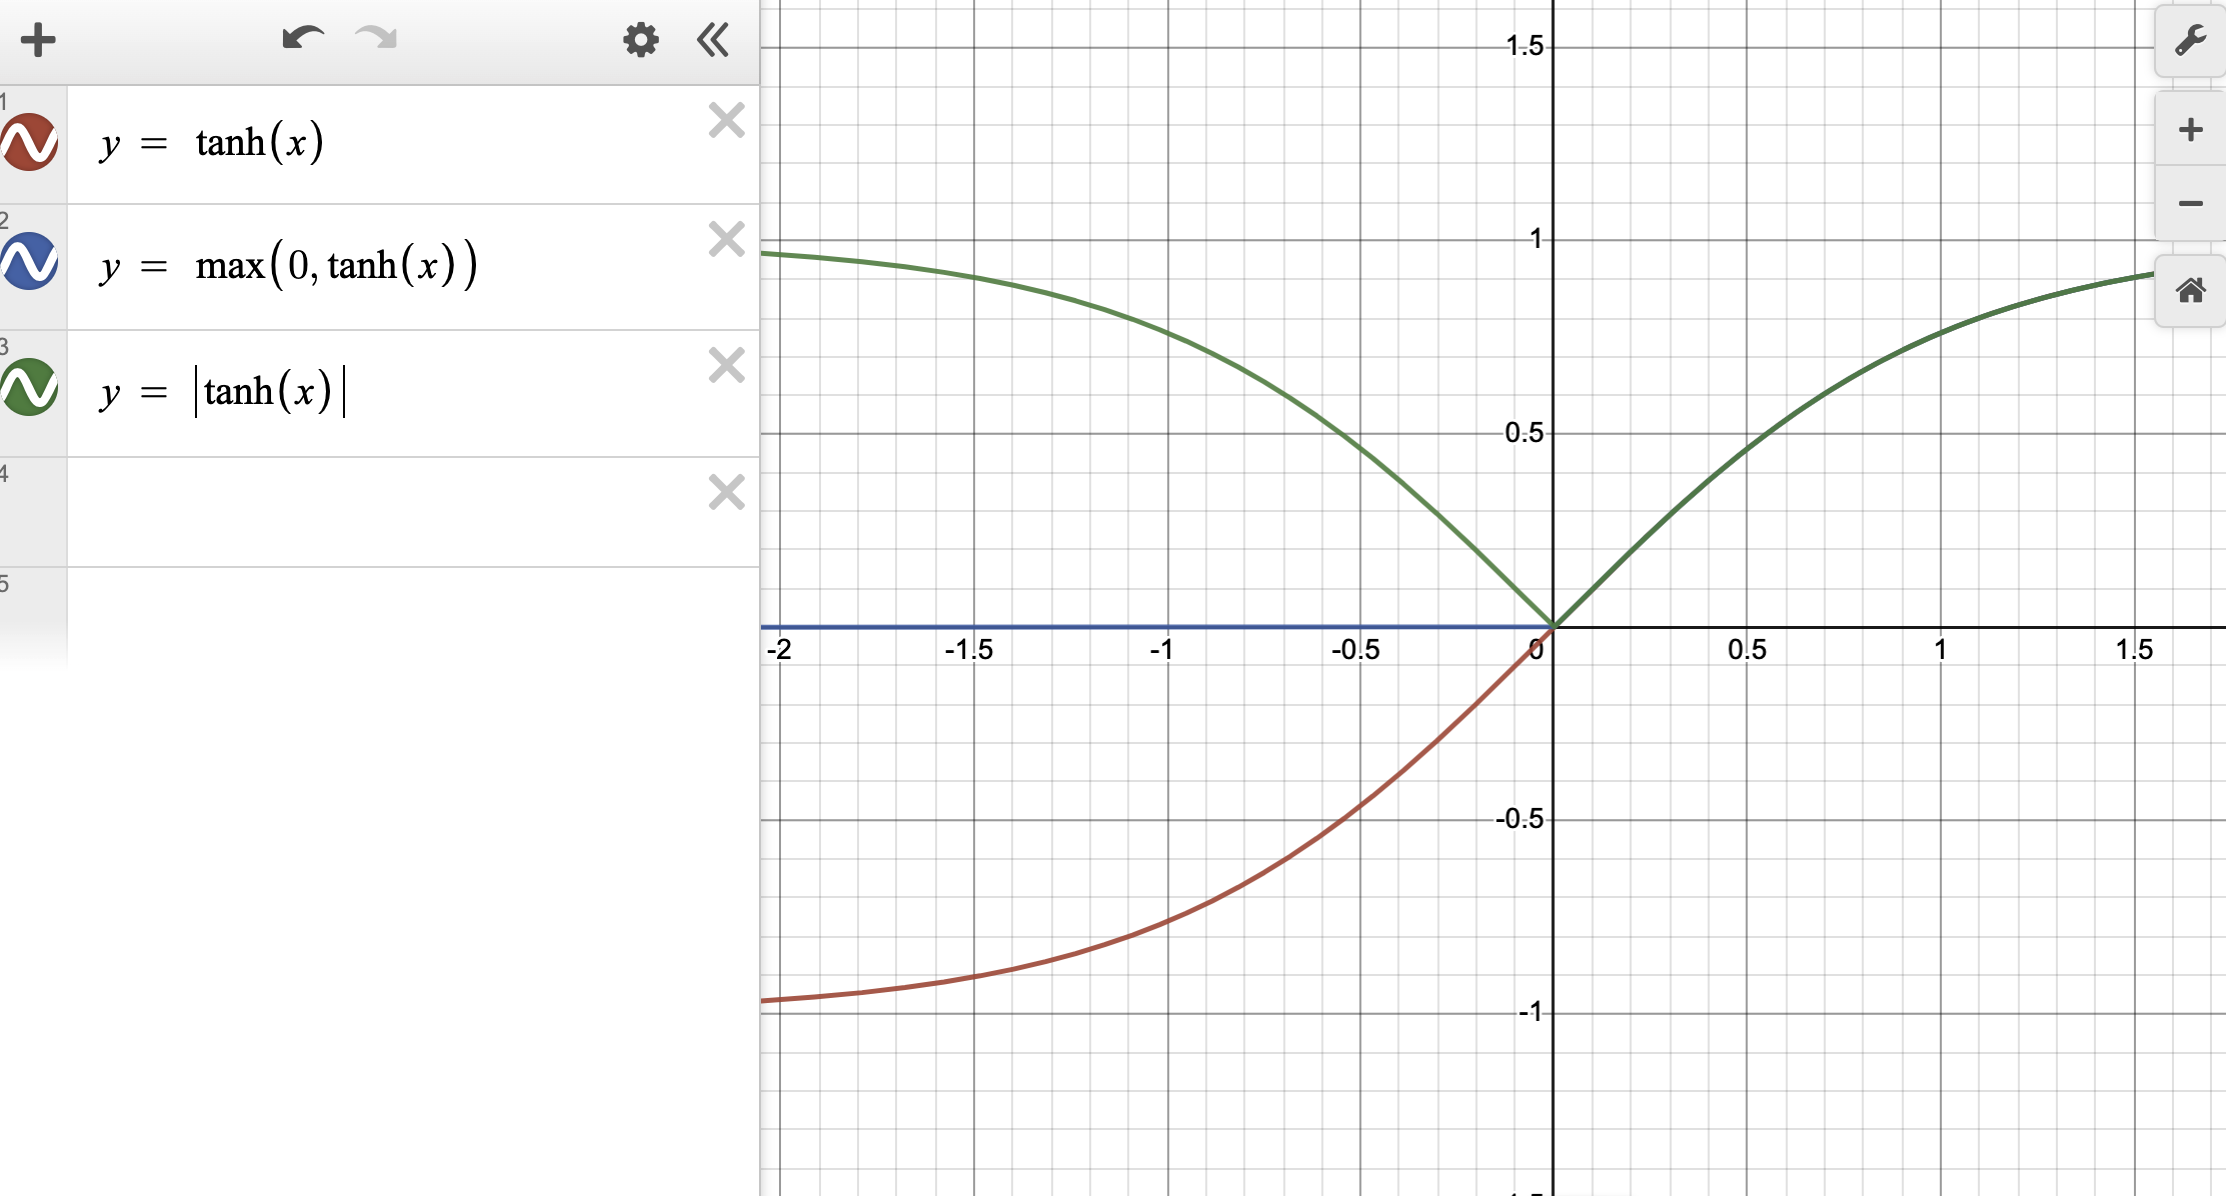 1
y = tanh(x)
2
y = max(0, tanh(x))
3
y = |tanh(x)|
4
5
1.5
1
0.5
-2 -1.5 -1 -0.5 0 0.5 1 1.5
-0.5
-1